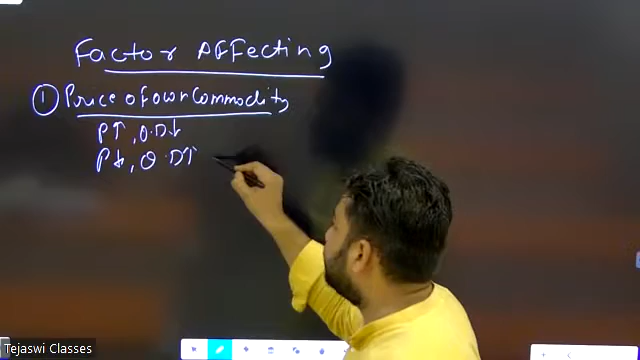 Factor Affecting
① Price of own Commodity
P↑, Q.D↓
P↓, Q.D↑
Tejaswi Classes